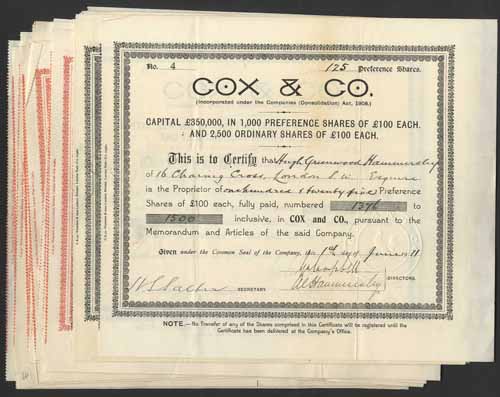 No. 4 125 Preference Shares.
COX & CO.
(Incorporated under the Companies (Consolidation) Act, 1908.)
CAPITAL £350,000, IN 1,000 PREFERENCE SHARES OF £100 EACH,
AND 2,500 ORDINARY SHARES OF £100 EACH.
This is to Certify that Hugh Greenwood Hammersley
of 16 Charing Cross, London S.W. Esquire
is the Proprietor of one hundred & twenty five Preference
Shares of £100 each, fully paid, numbered 1376 to
1500 inclusive, in COX and CO., pursuant to the
Memorandum and Articles of the said Company.
Given under the Common Seal of the Company, this 1st day of June 1911
SECRETARY.
DIRECTORS.
NOTE.—No Transfer of any of the Shares comprised in this Certificate will be registered until the
Certificate has been delivered at the Company's Office.